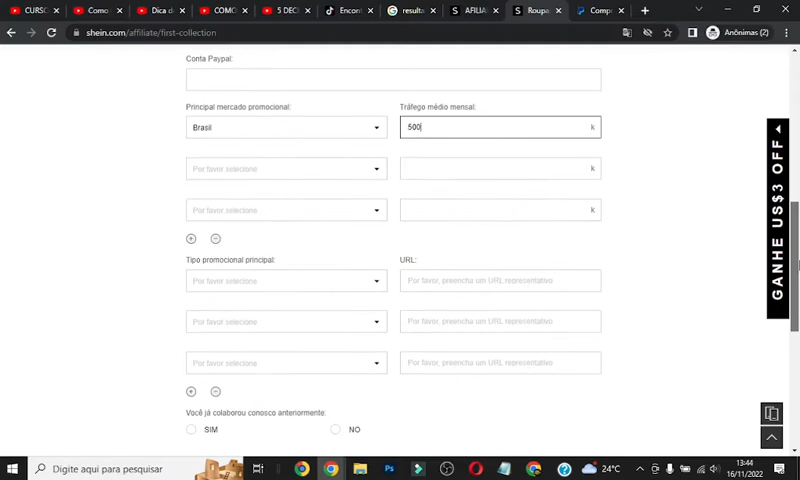 CURSO
Como
Dica da
COMO
5 DECI
Encont
resulta
AFILIA
Roupa
Compr
shein.com/affiliate/first-collection
Anônimas (2)
Conta Paypal:
Principal mercado promocional:
Tráfego médio mensal:
Brasil
500
k
Por favor selecione
k
Por favor selecione
k
GANHE US$3 OFF
Tipo promocional principal:
URL:
Por favor selecione
Por favor, preencha um URL representativo
Por favor selecione
Por favor, preencha um URL representativo
Por favor selecione
Por favor, preencha um URL representativo
Você já colaborou conosco anteriormente:
SIM
NO
Digite aqui para pesquisar
24°C
13:44
16/11/2022